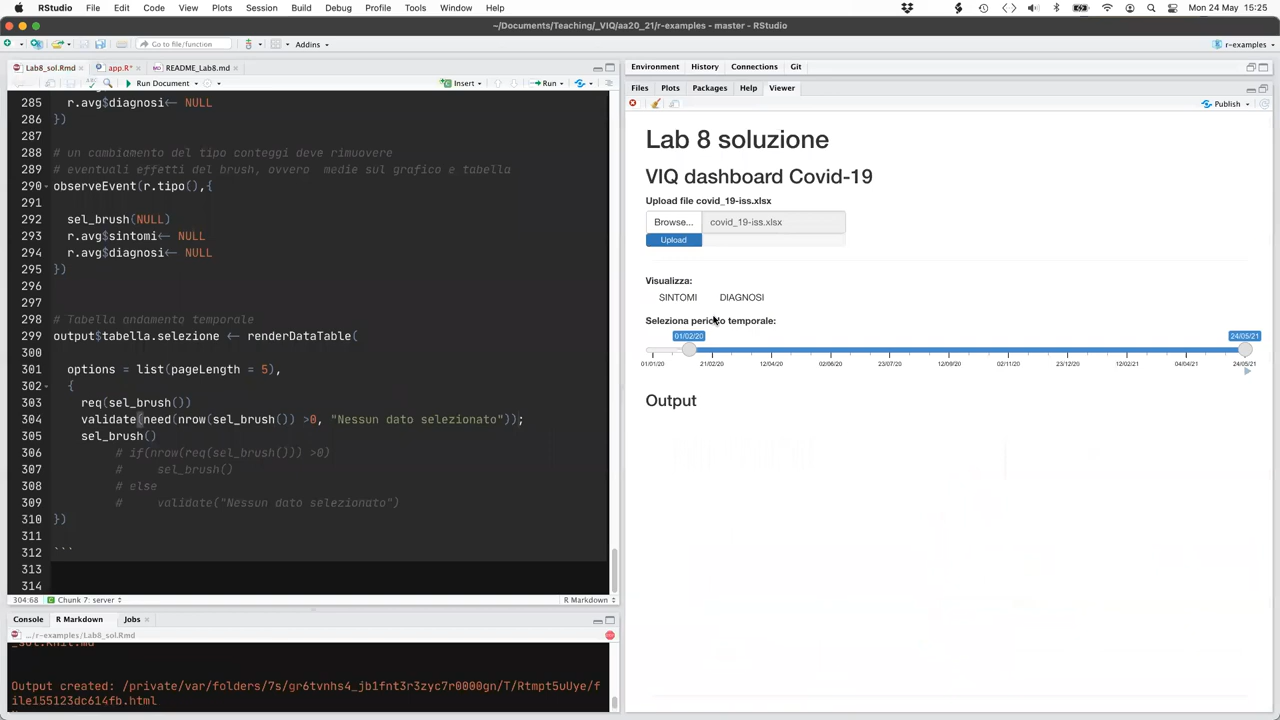 RStudio File Edit Code View Plots Session Build Debug Profile Tools Window Help Mon 24 May 15:25
~/Documents/Teaching/_VIQ/aa20_21/r-examples - master - RStudio
Go to file/function Addins r-examples
Lab8_sol.Rmd app.R* README_Lab8.md
Run Document Insert Run
285 r.avg$diagnosi<- NULL
286 })
287
288 # un cambiamento del tipo conteggi deve rimuovere
289 # eventuali effetti del brush, ovvero medie sul grafico e tabella
290 observeEvent(r.tipo(),{
291
292 sel_brush(NULL)
293 r.avg$sintomi<- NULL
294 r.avg$diagnosi<- NULL
295 })
296
297
298 # Tabella andamento temporale
299 output$tabella.selezione <- renderDataTable(
300
301 options = list(pageLength = 5),
302 {
303 req(sel_brush())
304 validate(need(nrow(sel_brush()) >0, "Nessun dato selezionato"));
305 sel_brush()
306 # if(nrow(req(sel_brush())) >0)
307 # sel_brush()
308 # else
309 # validate("Nessun dato selezionato")
310 })
311
312 ```
313
314
304:68 Chunk 7: server R Markdown
Console R Markdown Jobs
.../r-examples/Lab8_sol.Rmd
_sol.knit.md
Output created: /private/var/folders/7s/gr6tvnhs4_jb1fnt3r3zyc7r0000gn/T/Rtmpt5uUye/f
ile155123dc614fb.html
Environment History Connections Git
Files Plots Packages Help Viewer
Publish
Lab 8 soluzione
VIQ dashboard Covid-19
Upload file covid_19-iss.xlsx
Browse... covid_19-iss.xlsx
Upload
Visualizza:
SINTOMI DIAGNOSI
Seleziona periodo temporale:
01/02/20 24/05/21
01/01/20 21/02/20 12/04/20 02/06/20 23/07/20 12/09/20 02/11/20 23/12/20 12/02/21 04/04/21 24/05/21
Output